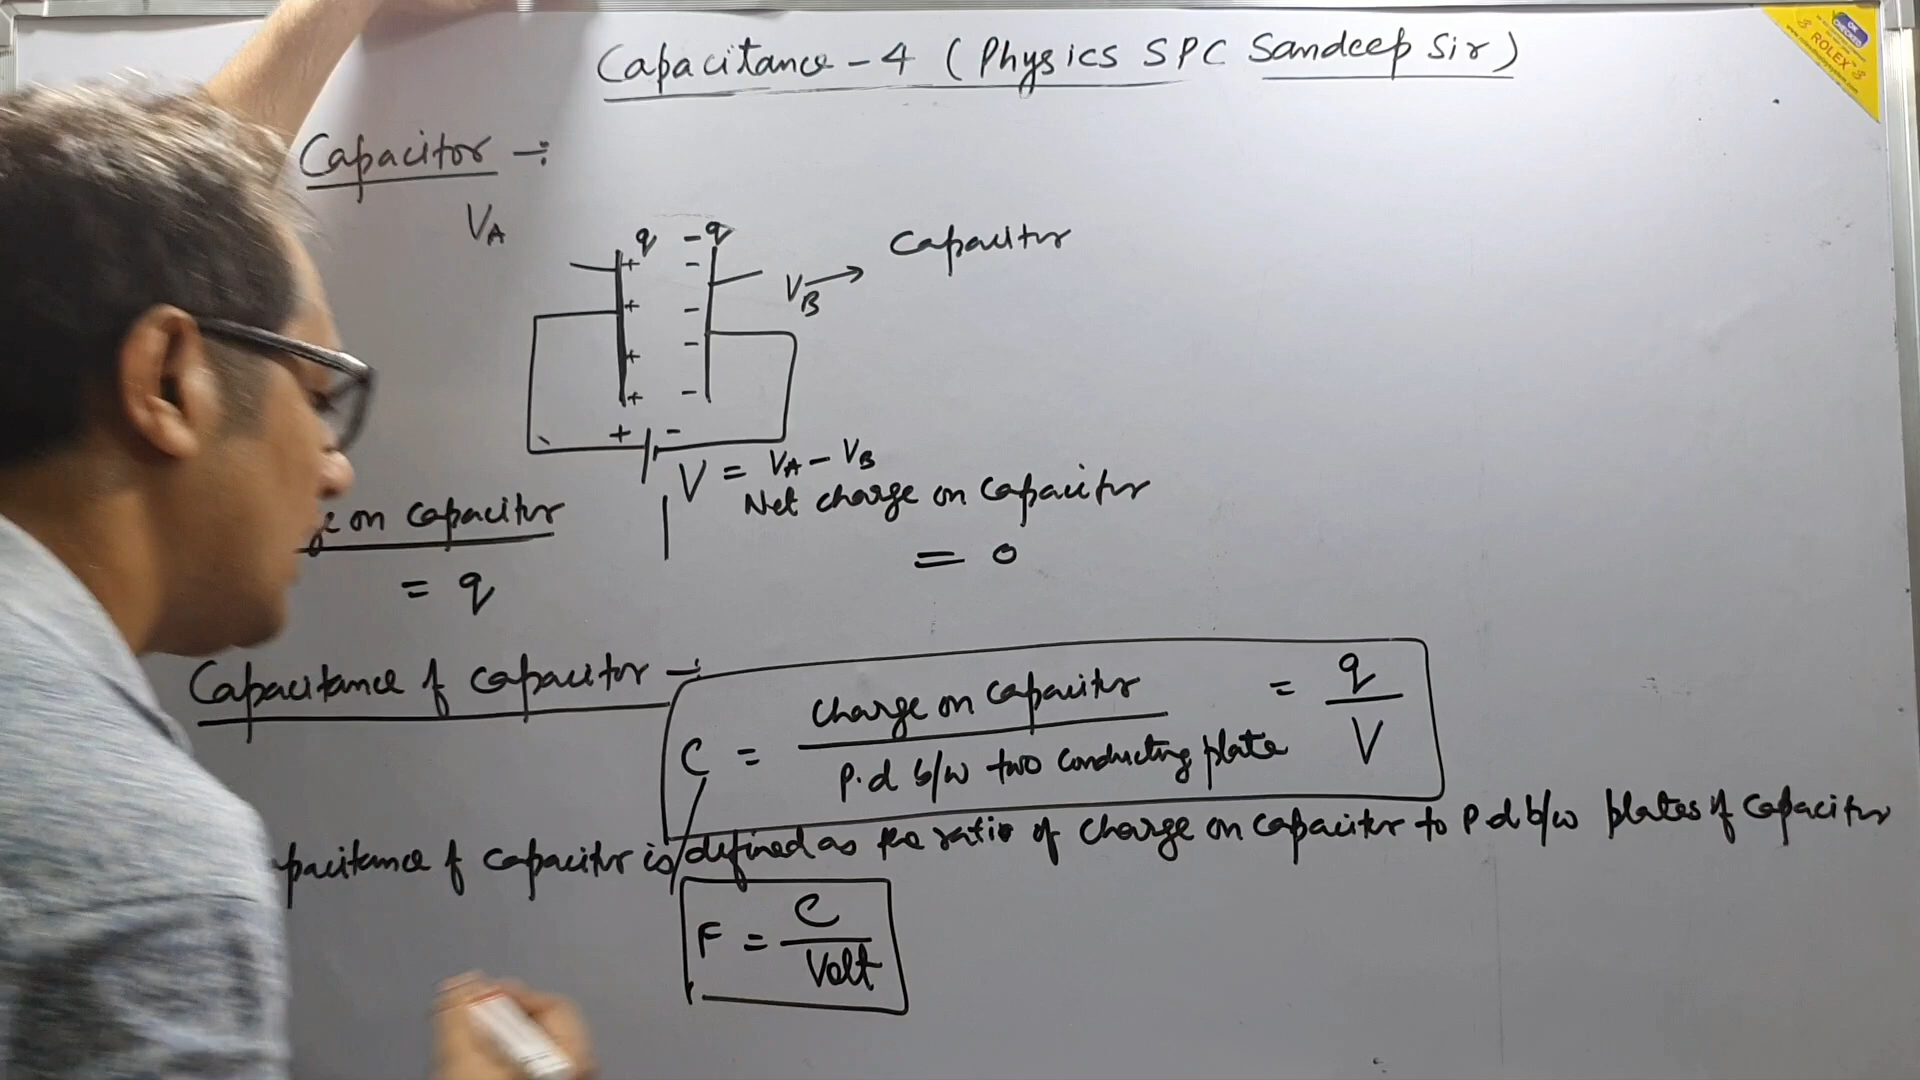 Capacitance - 4 (Physics SPC Sandeep Sir)
ROLEX
Capacitor -:
VA
q -q
Capacitor
VB
+ -
+ -
+ -
+ -
+ -
V = VA - VB
on capacitor
Net charge on capacitor
= q
= 0
Capacitance of capacitor -:
C = Charge on capacitor / P.d b/w two conducting plate = q / V
pacitance of capacitor is defined as the ratio of charge on capacitor to P.d b/w plates of capacitor
F = C / Volt